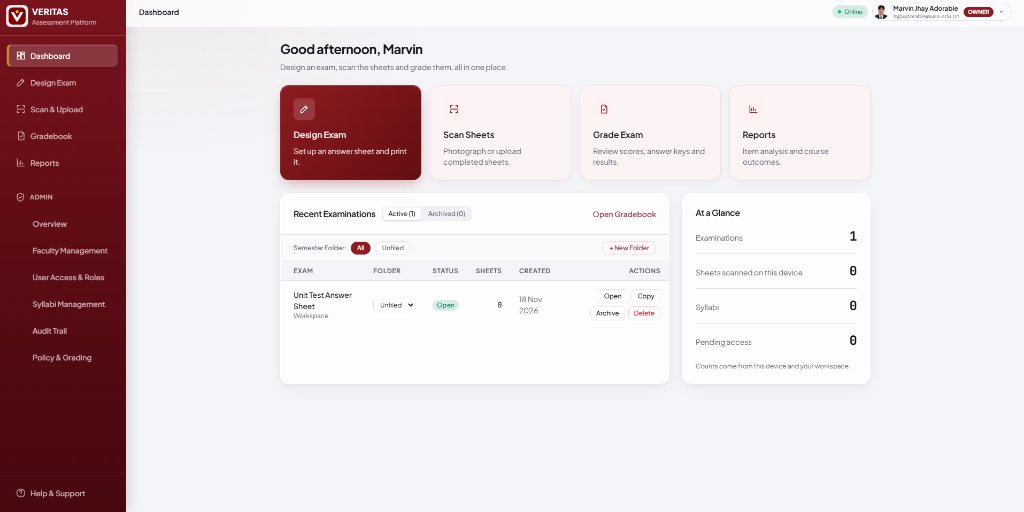 VERITAS
Assessment Platform
Dashboard
Design Exam
Scan & Upload
Gradebook
Reports
ADMIN
Overview
Faculty Management
User Access & Roles
Syllabi Management
Audit Trail
Policy & Grading
Help & Support
Dashboard
Online
Marvin Jhay Adorable
mjbadorable@usa.edu.ph
OWNER
Good afternoon, Marvin
Design an exam, scan the sheets and grade them, all in one place.
Design Exam
Set up an answer sheet and print
it.
Scan Sheets
Photograph or upload
completed sheets.
Grade Exam
Review scores, answer keys and
results.
Reports
Item analysis and course
outcomes.
Recent Examinations
Active (1)
Archived (0)
Open Gradebook
Semester Folder:
All
Unfiled
+ New Folder
EXAM FOLDER STATUS SHEETS CREATED ACTIONS
Unit Test Answer
Sheet
Workspace
Unfiled
Open
0
18 Nov
2026
Open
Copy
Archive
Delete
At a Glance
Examinations 1
Sheets scanned on this device 0
Syllabi 0
Pending access 0
Counts come from this device and your workspace.